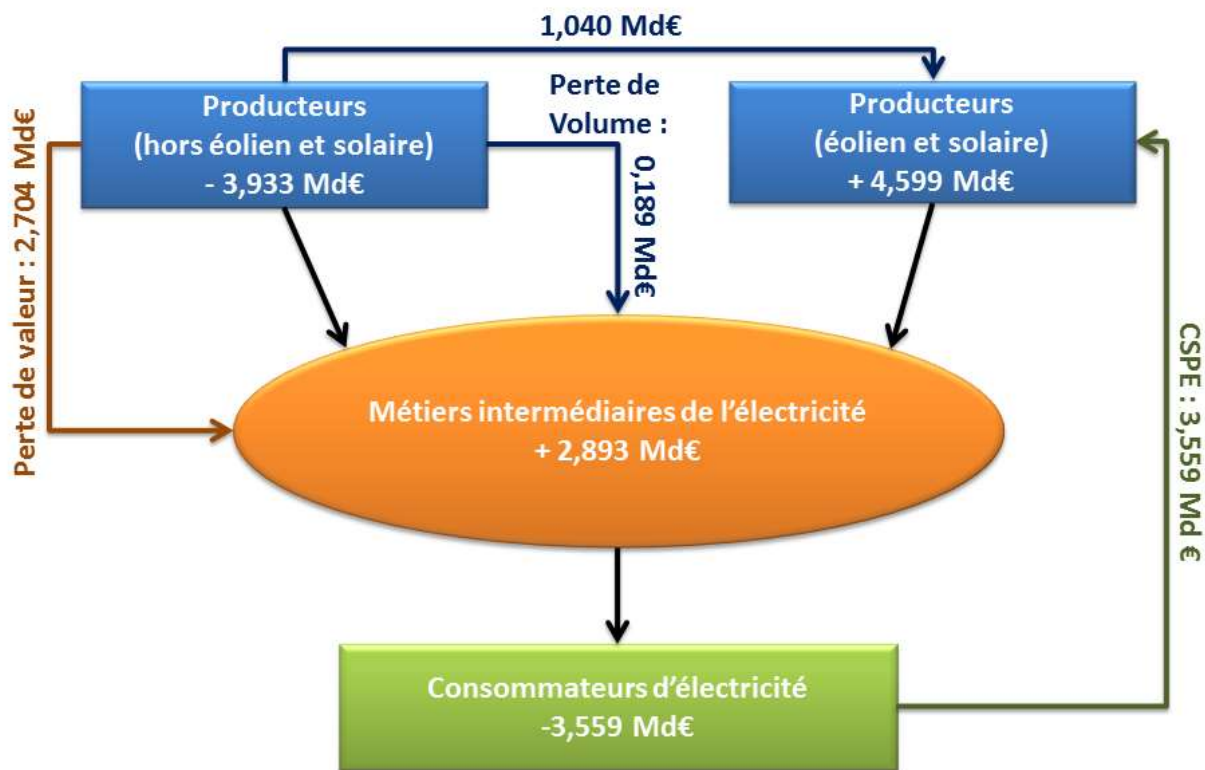 1,040 Md€
Producteurs
(hors éolien et solaire)
- 3,933 Md€
Perte de
Volume :
0,189 Md€
Producteurs
(éolien et solaire)
+ 4,599 Md€
Perte de valeur : 2,704 Md€
Métiers intermédiaires de l’électricité
+ 2,893 Md€
CSPE : 3,559 Md €
Consommateurs d’électricité
-3,559 Md€